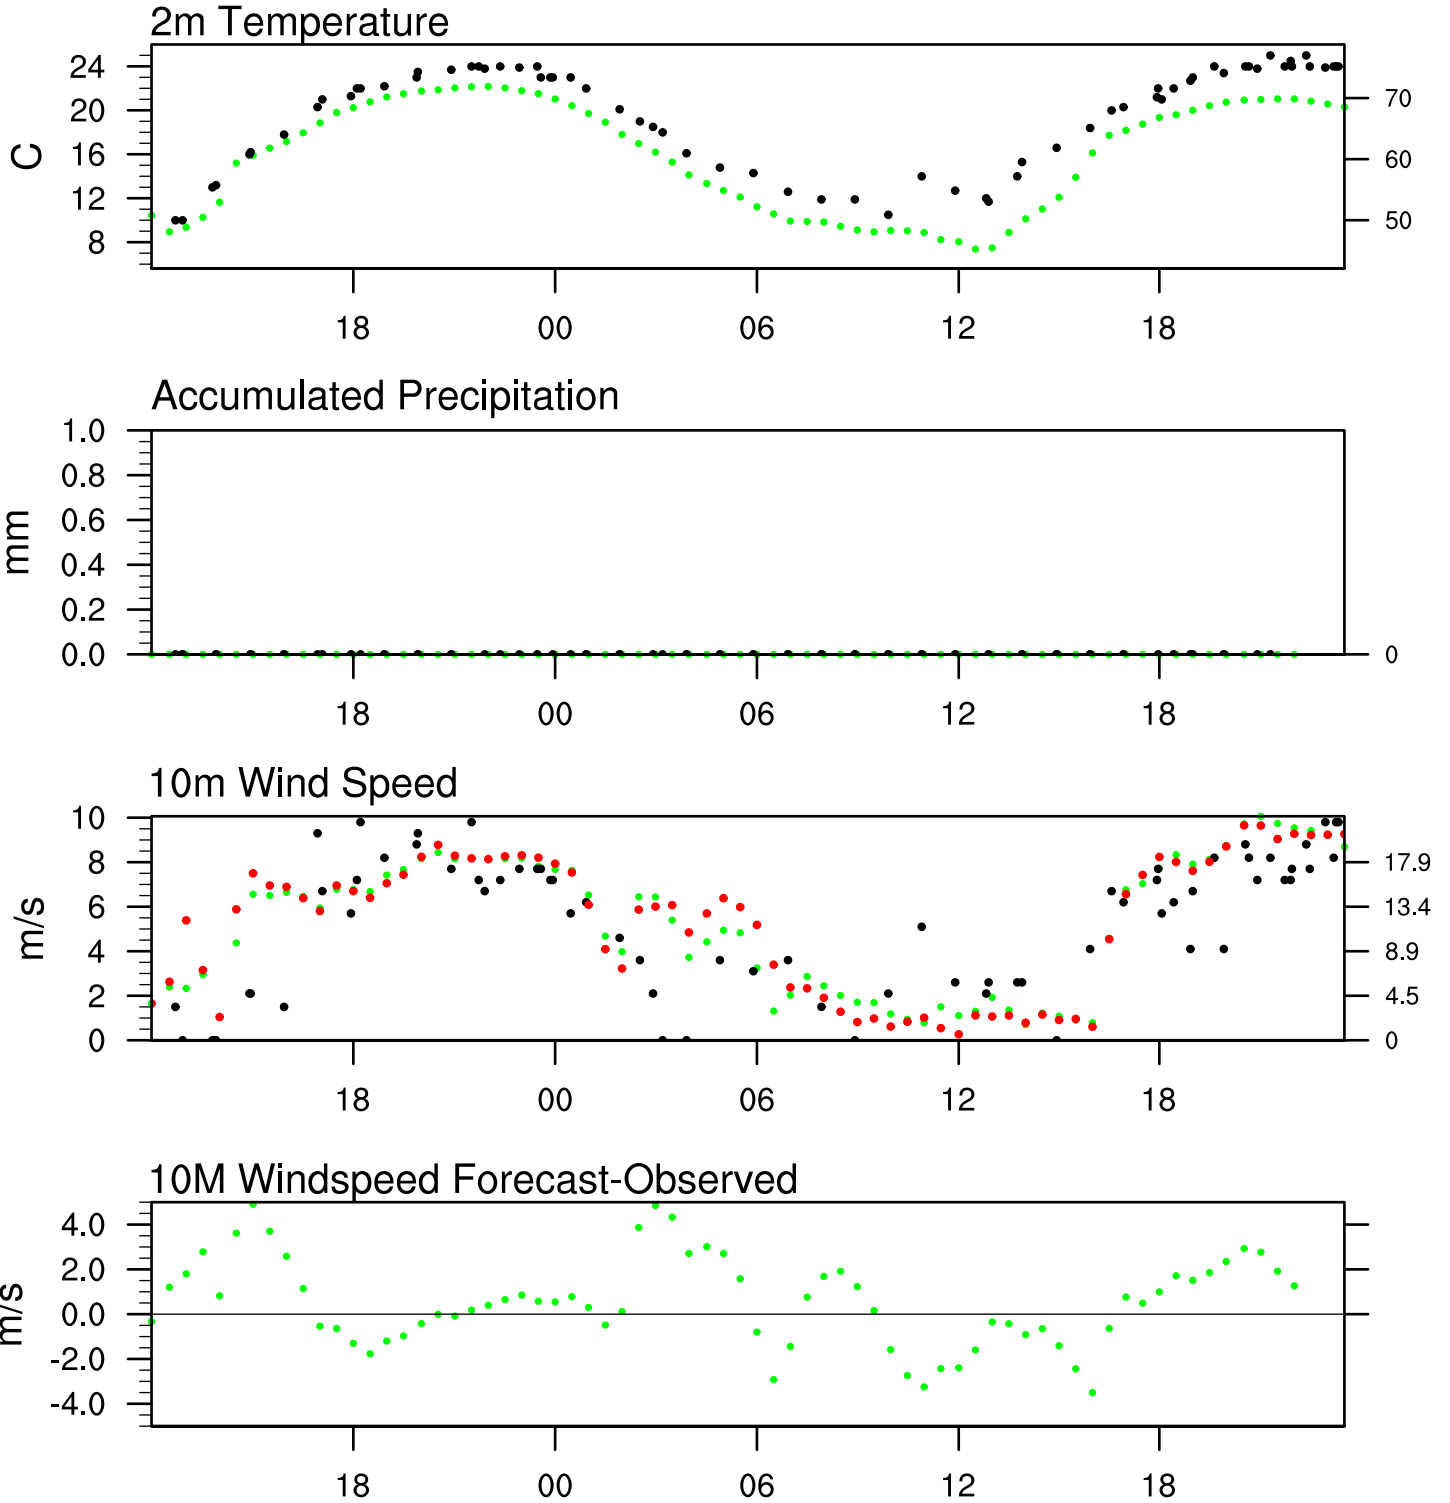 2m Temperature
24
20
16
12
8
C
70
60
50
18 00 06 12 18
Accumulated Precipitation
1.0
0.8
0.6
0.4
0.2
0.0
mm
0
18 00 06 12 18
10m Wind Speed
10
8
6
4
2
0
m/s
17.9
13.4
8.9
4.5
0
18 00 06 12 18
10M Windspeed Forecast-Observed
4.0
2.0
0.0
-2.0
-4.0
m/s
18 00 06 12 18